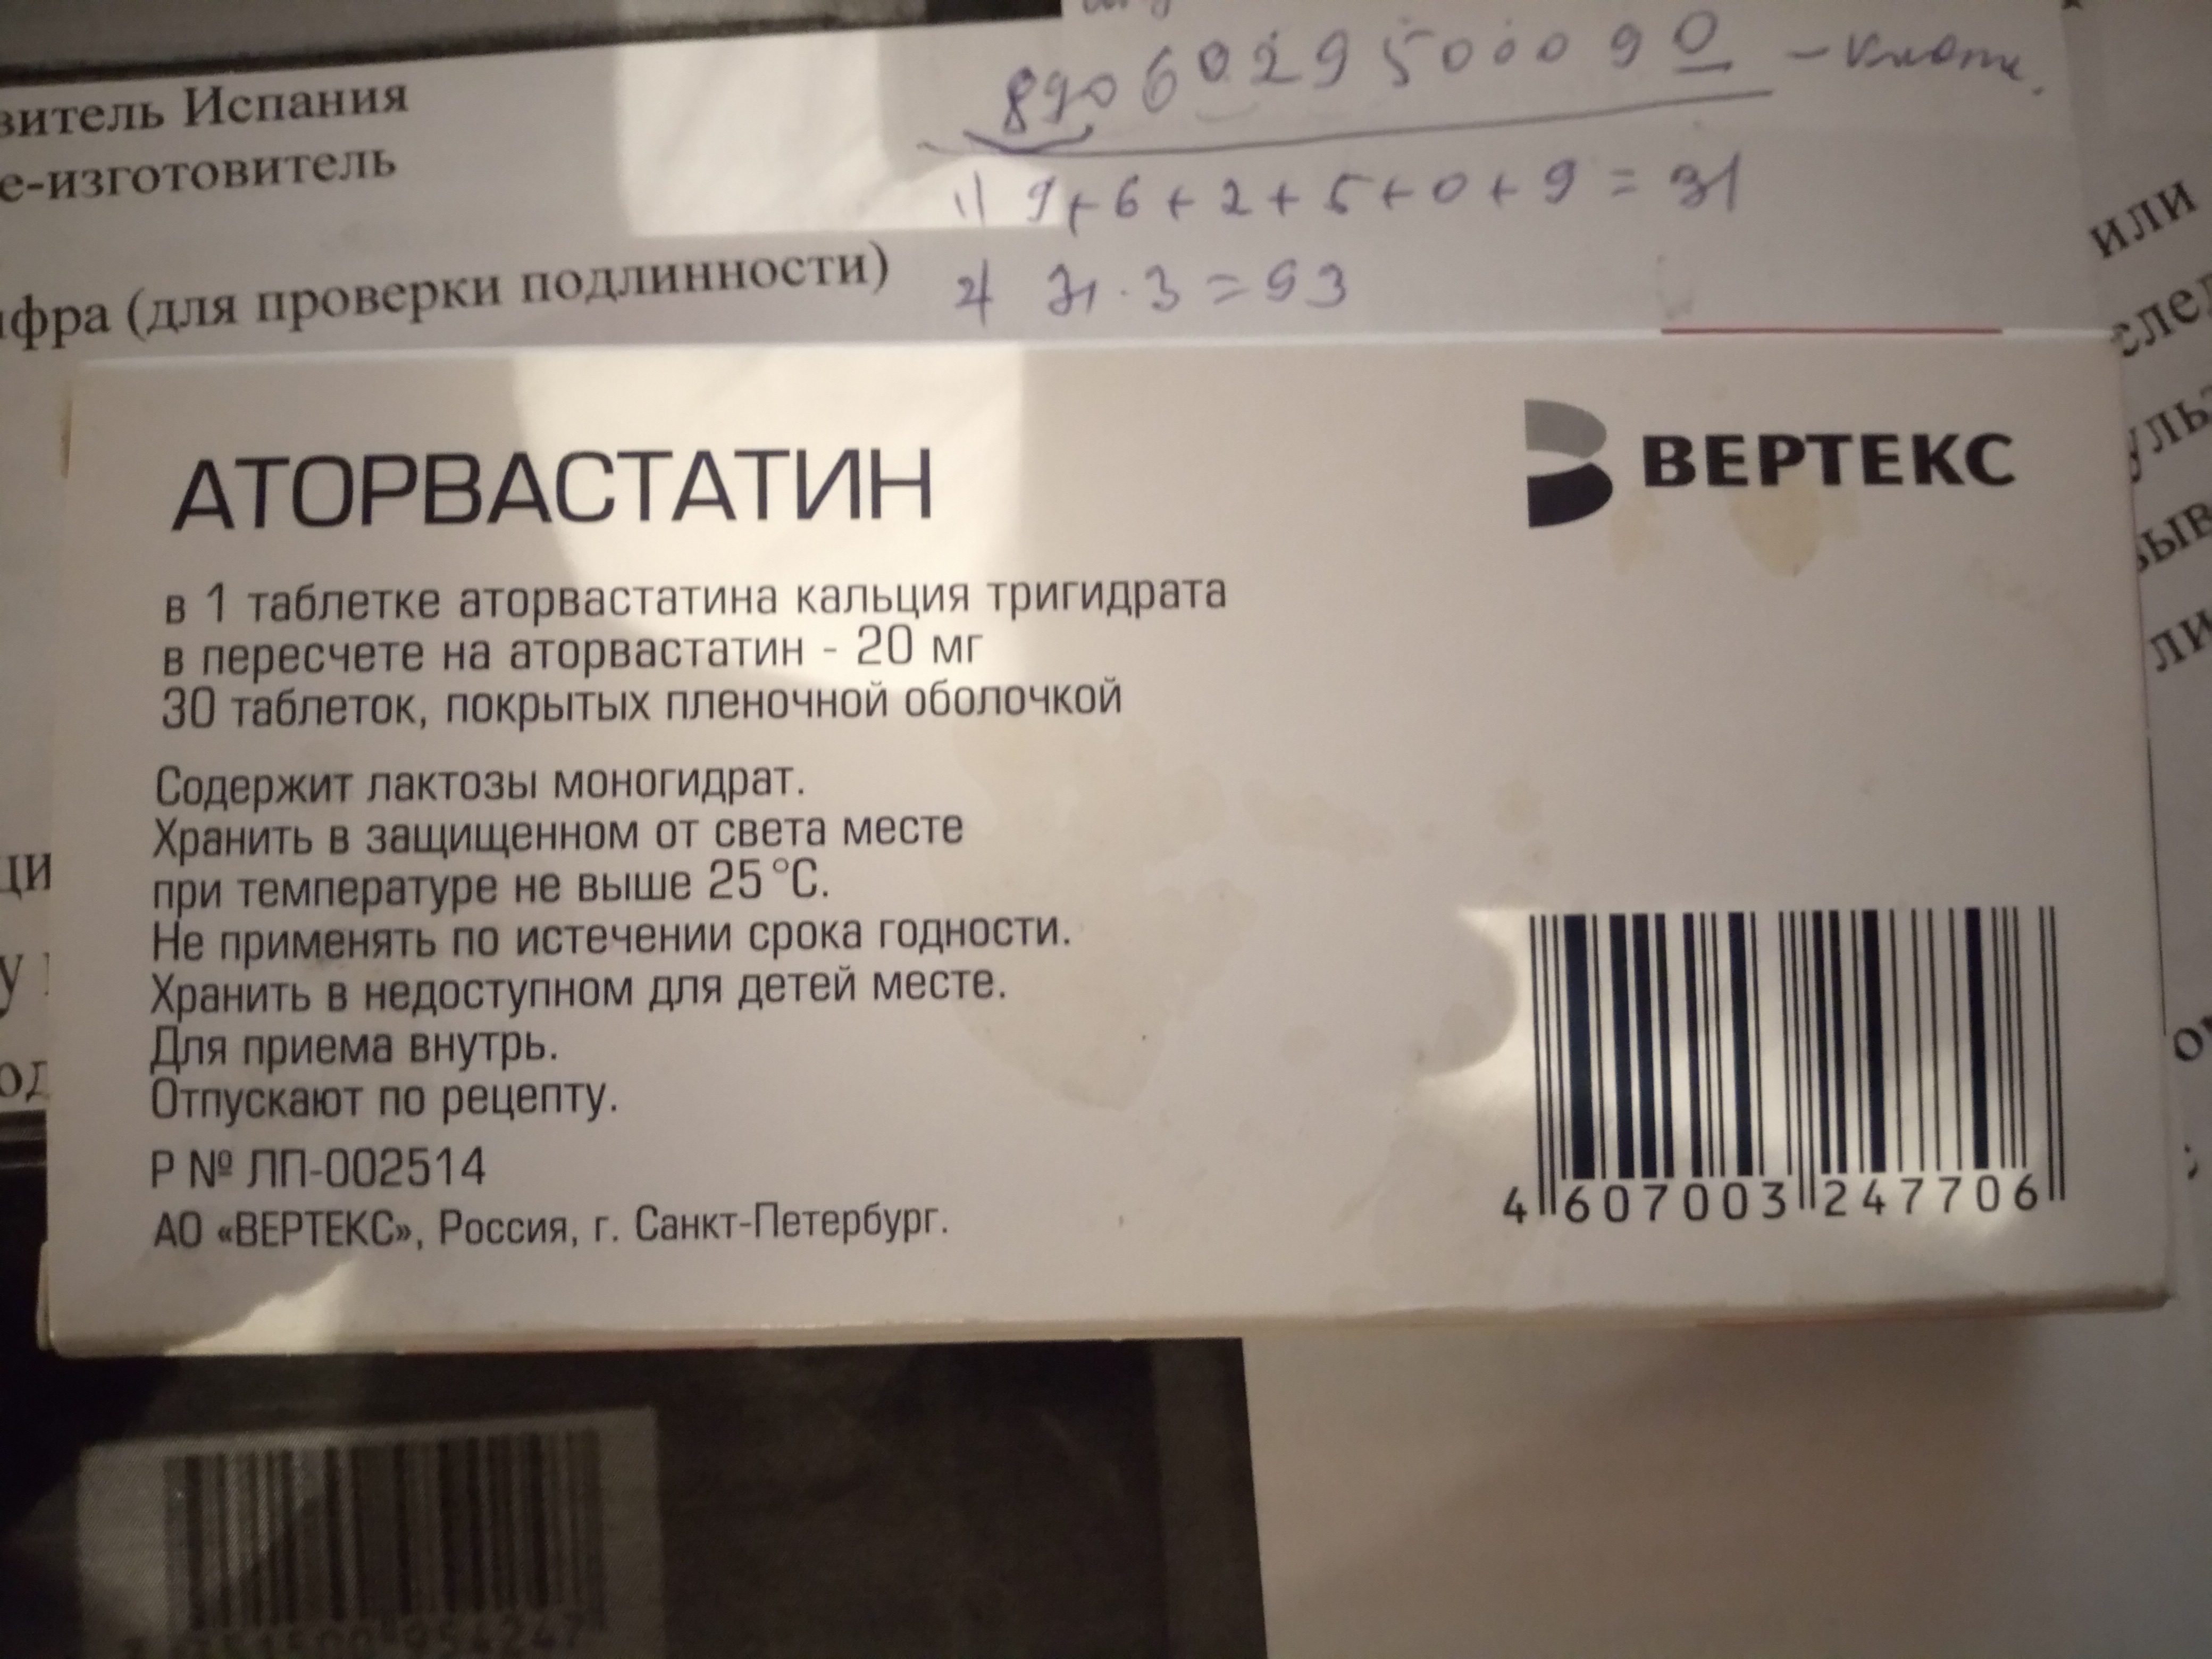 8906029500090
витель Испания
е-изготовитель
1) 9+6+2+5+0+9=31
или
фра (для проверки подлинности)
2) 31·3=93
АТОРВАСТАТИН
ВЕРТЕКС
в 1 таблетке аторвастатина кальция тригидрата
в пересчете на аторвастатин - 20 мг
30 таблеток, покрытых пленочной оболочкой
Содержит лактозы моногидрат.
Хранить в защищенном от света месте
при температуре не выше 25 °С.
Не применять по истечении срока годности.
Хранить в недоступном для детей месте.
Для приема внутрь.
Отпускают по рецепту.
Р № ЛП-002514
АО «ВЕРТЕКС», Россия, г. Санкт-Петербург.
4 607003 247706